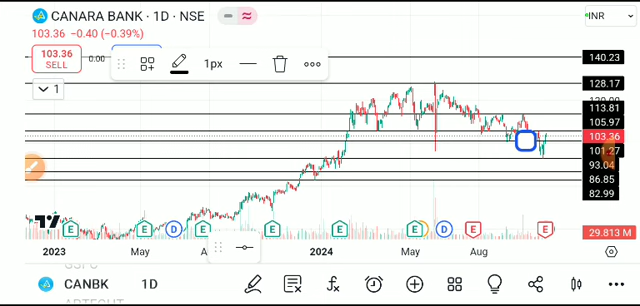 CANARA BANK · 1D · NSE
INR
103.36 −0.40 (−0.39%)
103.36
SELL
0.00
1px
1
140.23
128.17
113.81
105.97
103.36
101.27
93.04
86.85
82.99
29.813 M
E E D E E E E D E E
2023 May Aug 2024 May Aug
CANBK 1D